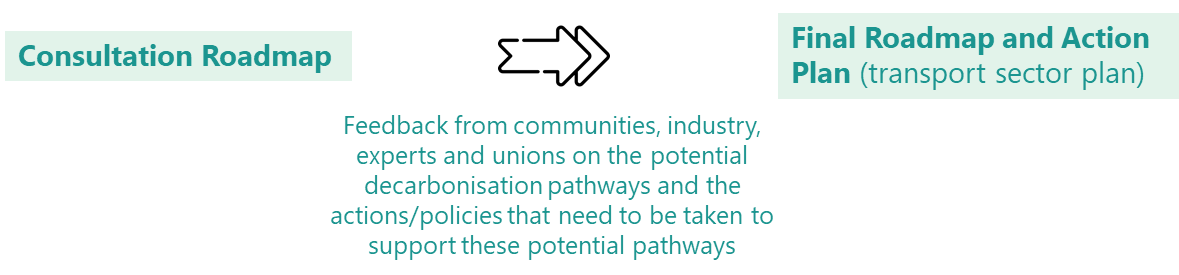 Consultation Roadmap
Final Roadmap and Action
Plan (transport sector plan)
Feedback from communities, industry,
experts and unions on the potential
decarbonisation pathways and the
actions/policies that need to be taken to
support these potential pathways